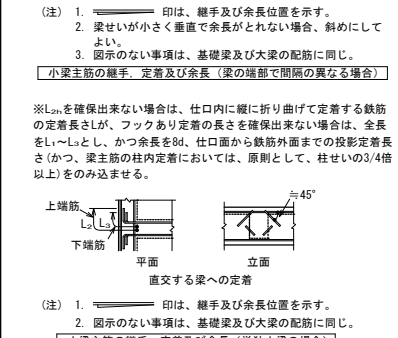 (注) 1. 印は、継手及び余長位置を示す。
2. 梁せいが小さく垂直で余長がとれない場合、斜めにして
よい。
3. 図示のない事項は、基礎梁及び大梁の配筋に同じ。
小梁主筋の継手、定着及び余長(梁の端部で間隔の異なる場合)
※L₂ₕを確保出来ない場合は、仕口内に縦に折り曲げて定着する鉄筋
の定着長さLが、フックあり定着の長さを確保出来ない場合は、全長
をL₁~L₃とし、かつ余長を8d、仕口面から鉄筋外面までの投影定着長
さ(かつ、梁主筋の柱内定着においては、原則として、柱せいの3/4倍
以上)をのみ込ませる。
≒45°
上端筋
L₂ L₃
下端筋
平面 立面
直交する梁への定着
(注) 1. 印は、継手及び余長位置を示す。
2. 図示のない事項は、基礎梁及び大梁の配筋に同じ。